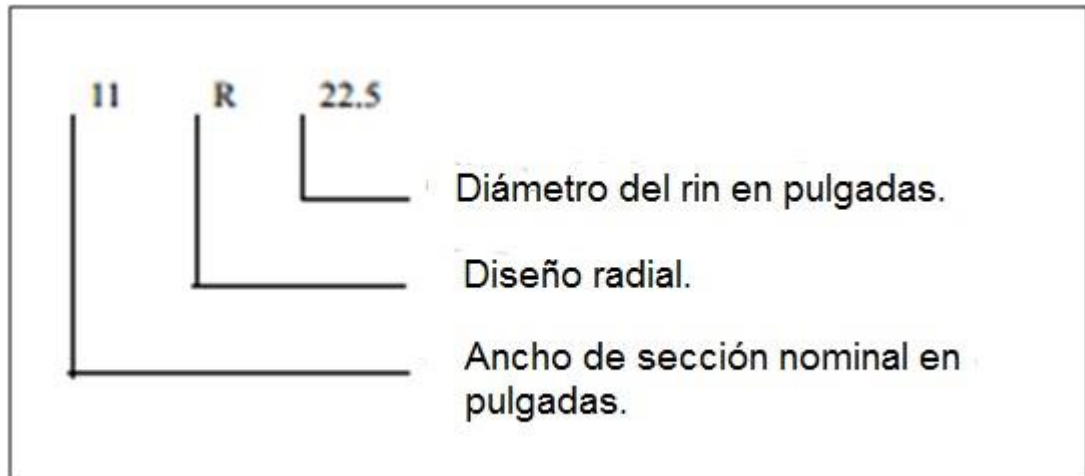 11 R 22.5
Diámetro del rin en pulgadas.
Diseño radial.
Ancho de sección nominal en
pulgadas.